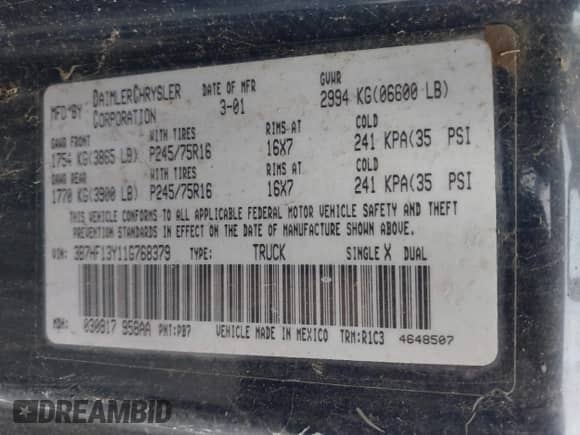 MFD BY DAIMLERCHRYSLER CORPORATION
DATE OF MFR 3-01
GVWR 2994 KG(06600 LB)
GAWR FRONT WITH TIRES RIMS AT COLD
1754 KG(3865 LB) P245/75R16 16X7 241 KPA(35 PSI
GAWR REAR WITH TIRES RIMS AT COLD
1770 KG(3900 LB) P245/75R16 16X7 241 KPA(35 PSI
THIS VEHICLE CONFORMS TO ALL APPLICABLE FEDERAL MOTOR VEHICLE SAFETY AND THEFT
PREVENTION STANDARDS IN EFFECT ON THE DATE OF MANUFACTURE SHOWN ABOVE.
VIN: 3B7HF13Y11G768379 TYPE: TRUCK SINGLE X DUAL
MDH: 030817 958AA PNT:PB7 VEHICLE MADE IN MEXICO TRM:R1C3 4648507
DREAMBID